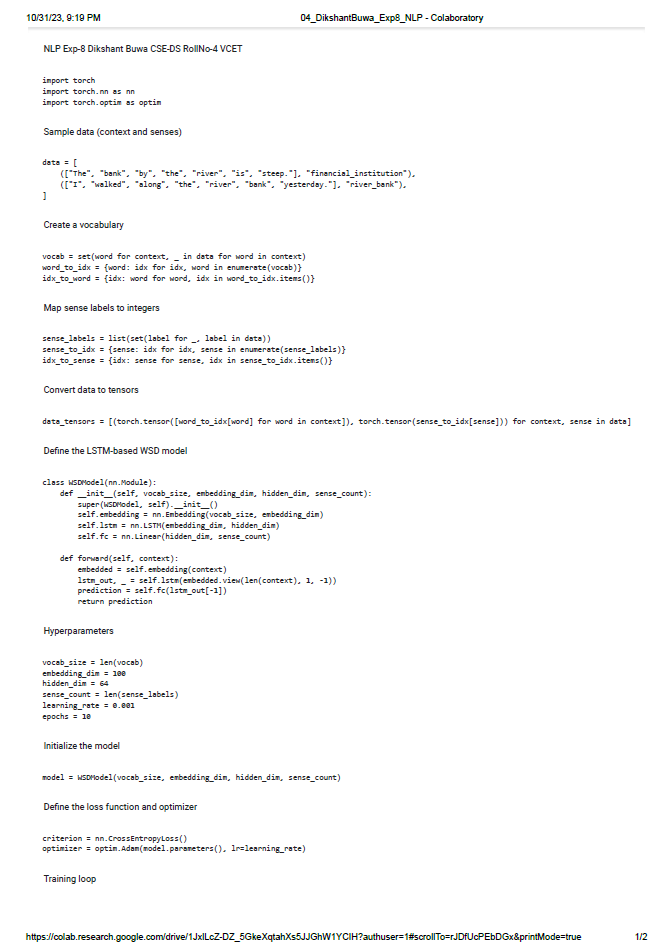 10/31/23, 9:19 PM 04_DikshantBuwa_Exp8_NLP - Colaboratory
NLP Exp-8 Dikshant Buwa CSE-DS RollNo-4 VCET
import torch
import torch.nn as nn
import torch.optim as optim
Sample data (context and senses)
data = [
    (["The", "bank", "by", "the", "river", "is", "steep."], "financial_institution"),
    (["I", "walked", "along", "the", "river", "bank", "yesterday."], "river_bank"),
]
Create a vocabulary
vocab = set(word for context, _ in data for word in context)
word_to_idx = {word: idx for idx, word in enumerate(vocab)}
idx_to_word = {idx: word for word, idx in word_to_idx.items()}
Map sense labels to integers
sense_labels = list(set(label for _, label in data))
sense_to_idx = {sense: idx for idx, sense in enumerate(sense_labels)}
idx_to_sense = {idx: sense for sense, idx in sense_to_idx.items()}
Convert data to tensors
data_tensors = [(torch.tensor([word_to_idx[word] for word in context]), torch.tensor(sense_to_idx[sense])) for context, sense in data]
Define the LSTM-based WSD model
class WSDModel(nn.Module):
    def __init__(self, vocab_size, embedding_dim, hidden_dim, sense_count):
        super(WSDModel, self).__init__()
        self.embedding = nn.Embedding(vocab_size, embedding_dim)
        self.lstm = nn.LSTM(embedding_dim, hidden_dim)
        self.fc = nn.Linear(hidden_dim, sense_count)
    def forward(self, context):
        embedded = self.embedding(context)
        lstm_out, _ = self.lstm(embedded.view(len(context), 1, -1))
        prediction = self.fc(lstm_out[-1])
        return prediction
Hyperparameters
vocab_size = len(vocab)
embedding_dim = 100
hidden_dim = 64
sense_count = len(sense_labels)
learning_rate = 0.001
epochs = 10
Initialize the model
model = WSDModel(vocab_size, embedding_dim, hidden_dim, sense_count)
Define the loss function and optimizer
criterion = nn.CrossEntropyLoss()
optimizer = optim.Adam(model.parameters(), lr=learning_rate)
Training loop
https://colab.research.google.com/drive/1JxILcZ-DZ_5GkeXqtahXs5JJGhW1YCIH?authuser=1#scrollTo=rJDfUcPEbDGx&printMode=true 1/2